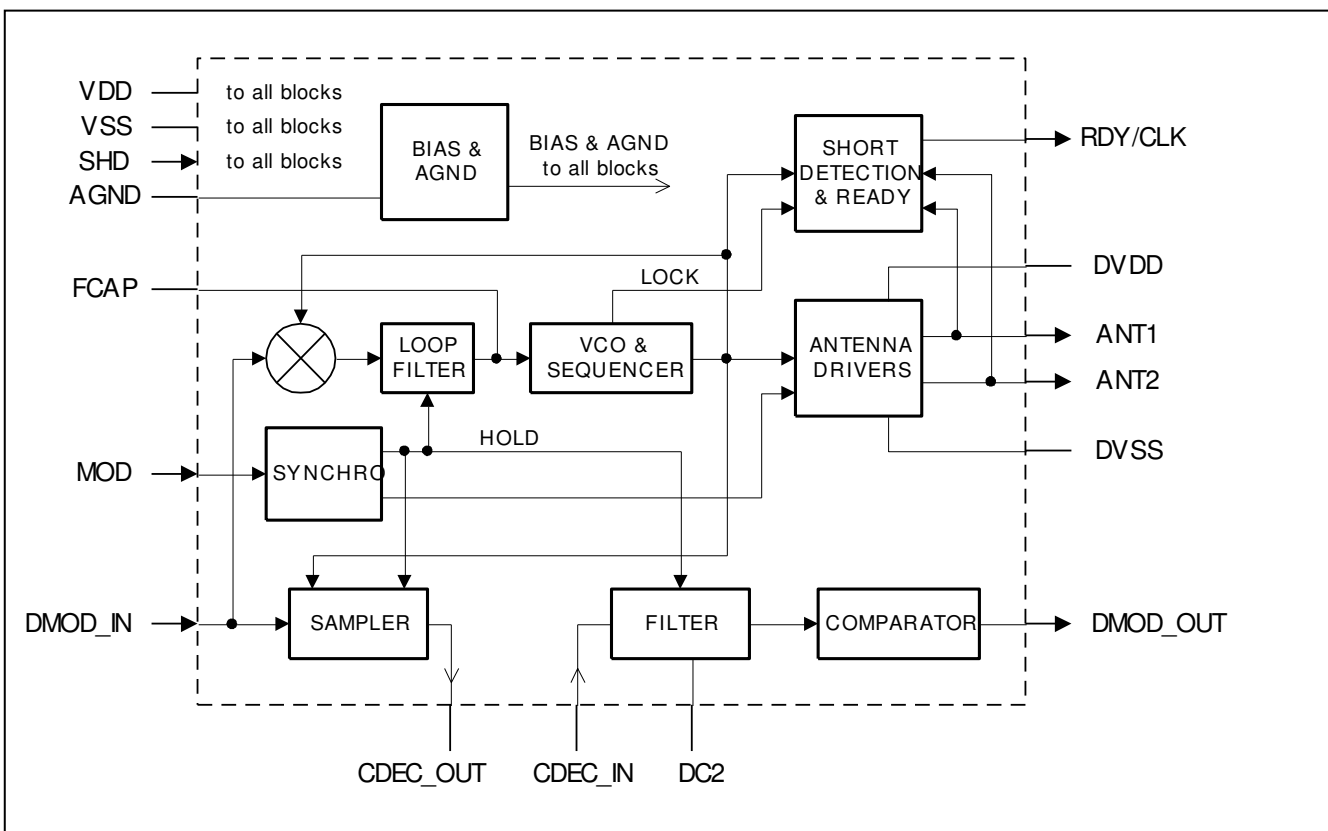 VDD
to all blocks
VSS
to all blocks
SHD
to all blocks
AGND
BIAS &
AGND
BIAS & AGND
to all blocks
SHORT
DETECTION
& READY
RDY/CLK
FCAP
LOCK
DVDD
LOOP
FILTER
VCO &
SEQUENCER
ANTENNA
DRIVERS
ANT1
ANT2
HOLD
DVSS
MOD
SYNCHRO
DMOD_IN
SAMPLER
FILTER
COMPARATOR
DMOD_OUT
CDEC_OUT
CDEC_IN
DC2